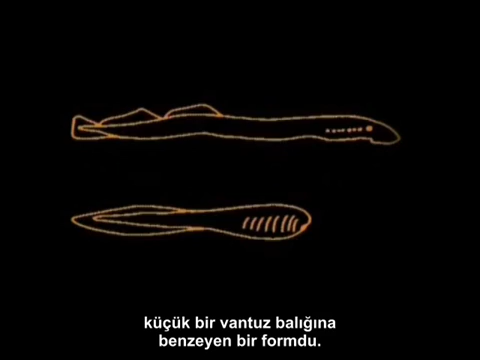 küçük bir vantuz balığına
benzeyen bir formdu.